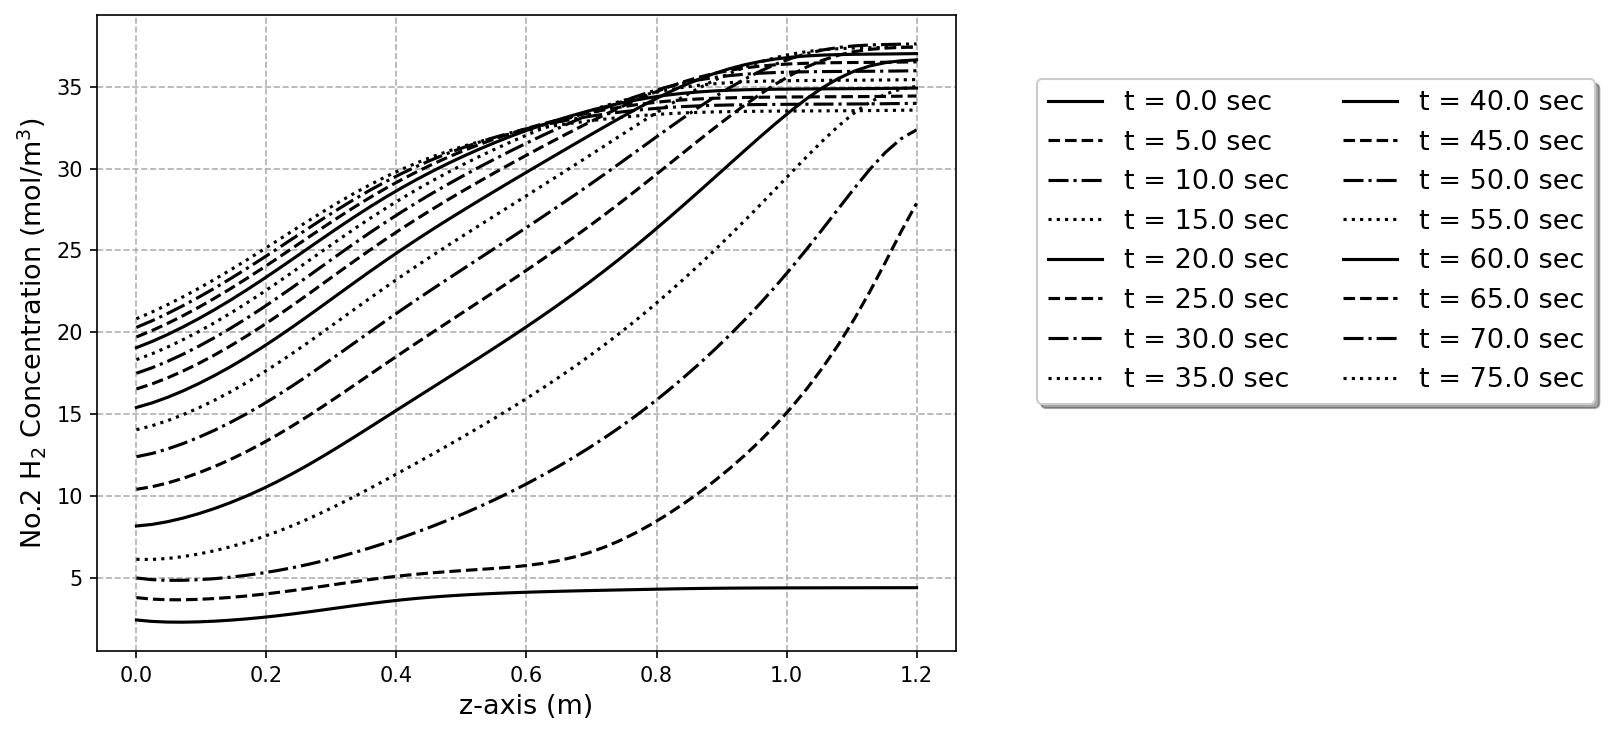 No.2 H₂ Concentration (mol/m³)
35
30
25
20
15
10
5
0.0 0.2 0.4 0.6 0.8 1.0 1.2
z-axis (m)
t = 0.0 sec
t = 5.0 sec
t = 10.0 sec
t = 15.0 sec
t = 20.0 sec
t = 25.0 sec
t = 30.0 sec
t = 35.0 sec
t = 40.0 sec
t = 45.0 sec
t = 50.0 sec
t = 55.0 sec
t = 60.0 sec
t = 65.0 sec
t = 70.0 sec
t = 75.0 sec